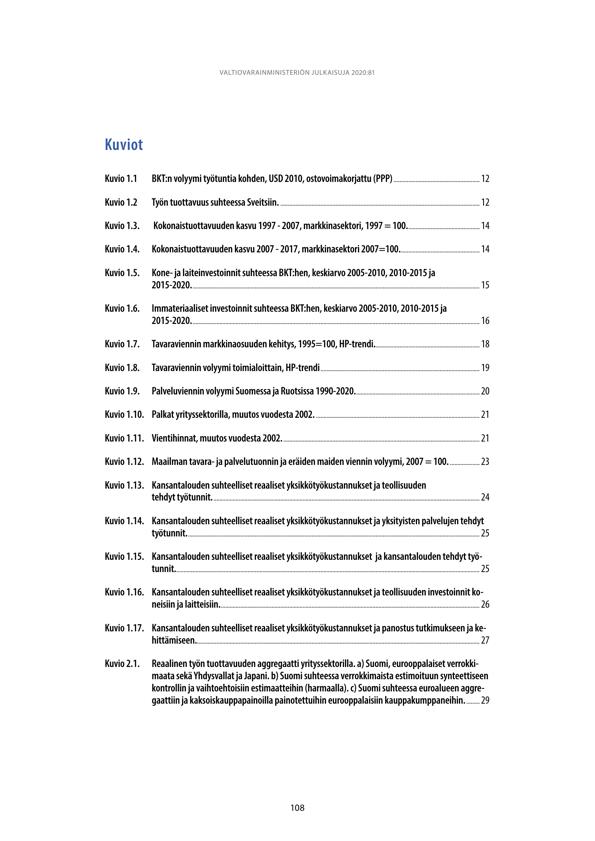 VALTIOVARAINMINISTERIÖN JULKAISUJA 2020:81
Kuviot
Kuvio 1.1 BKT:n volyymi työtuntia kohden, USD 2010, ostovoimakorjattu (PPP) 12
Kuvio 1.2 Työn tuottavuus suhteessa Sveitsiin. 12
Kuvio 1.3. Kokonaistuottavuuden kasvu 1997 - 2007, markkinasektori, 1997 = 100. 14
Kuvio 1.4. Kokonaistuottavuuden kasvu 2007 - 2017, markkinasektori 2007=100. 14
Kuvio 1.5. Kone- ja laiteinvestoinnit suhteessa BKT:hen, keskiarvo 2005-2010, 2010-2015 ja
2015-2020. 15
Kuvio 1.6. Immateriaaliset investoinnit suhteessa BKT:hen, keskiarvo 2005-2010, 2010-2015 ja
2015-2020. 16
Kuvio 1.7. Tavaraviennin markkinaosuuden kehitys, 1995=100, HP-trendi. 18
Kuvio 1.8. Tavaraviennin volyymi toimialoittain, HP-trendi 19
Kuvio 1.9. Palveluviennin volyymi Suomessa ja Ruotsissa 1990-2020. 20
Kuvio 1.10. Palkat yrityssektorilla, muutos vuodesta 2002. 21
Kuvio 1.11. Vientihinnat, muutos vuodesta 2002. 21
Kuvio 1.12. Maailman tavara- ja palvelutuonnin ja eräiden maiden viennin volyymi, 2007 = 100. 23
Kuvio 1.13. Kansantalouden suhteelliset reaaliset yksikkötyökustannukset ja teollisuuden
tehdyt työtunnit. 24
Kuvio 1.14. Kansantalouden suhteelliset reaaliset yksikkötyökustannukset ja yksityisten palvelujen tehdyt
työtunnit. 25
Kuvio 1.15. Kansantalouden suhteelliset reaaliset yksikkötyökustannukset ja kansantalouden tehdyt työ-
tunnit. 25
Kuvio 1.16. Kansantalouden suhteelliset reaaliset yksikkötyökustannukset ja teollisuuden investoinnit ko-
neisiin ja laitteisiin. 26
Kuvio 1.17. Kansantalouden suhteelliset reaaliset yksikkötyökustannukset ja panostus tutkimukseen ja ke-
hittämiseen. 27
Kuvio 2.1. Reaalinen työn tuottavuuden aggregaatti yrityssektorilla. a) Suomi, eurooppalaiset verrokki-
maata sekä Yhdysvallat ja Japani. b) Suomi suhteessa verrokkimaista estimoituun synteettiseen
kontrollin ja vaihtoehtoisiin estimaatteihin (harmaalla). c) Suomi suhteessa euroalueen aggre-
gaattiin ja kaksoiskauppapainoilla painotettuihin eurooppalaisiin kauppakumppaneihin. 29
108